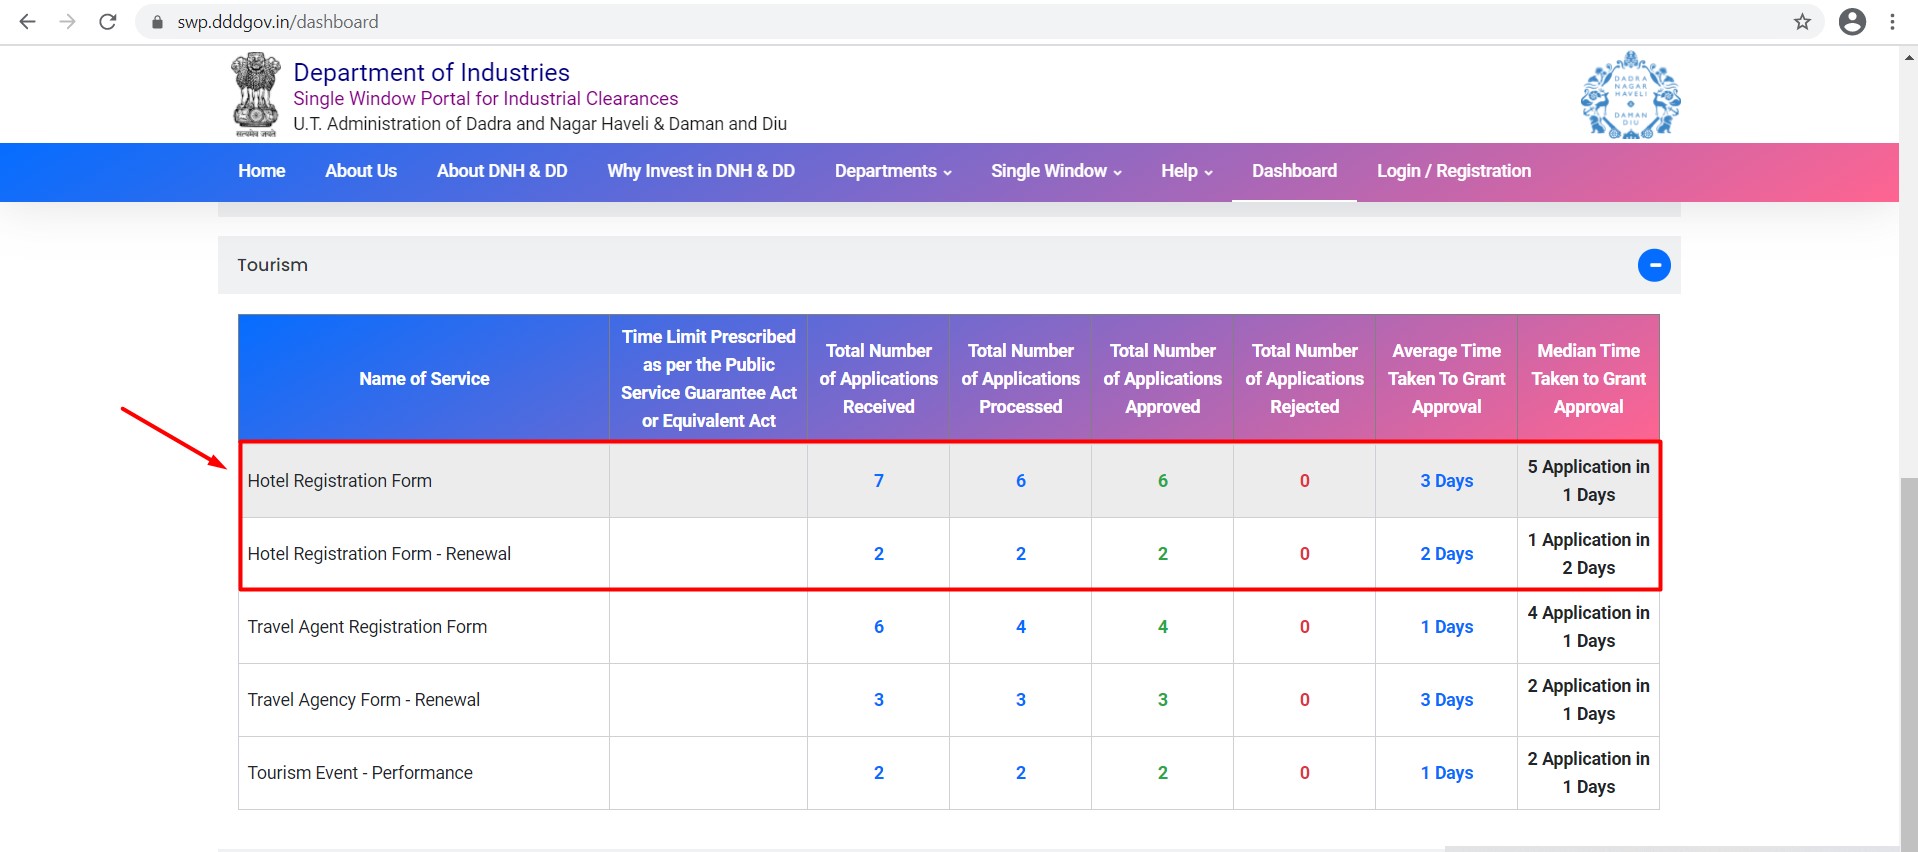 swp.dddgov.in/dashboard
Department of Industries
Single Window Portal for Industrial Clearances
U.T. Administration of Dadra and Nagar Haveli & Daman and Diu
सत्यमेव जयते
DADRA
NAGAR
HAVELI
DAMAN
DIU
Home About Us About DNH & DD Why Invest in DNH & DD Departments Single Window Help Dashboard Login / Registration
Tourism
Name of Service
Time Limit Prescribed
as per the Public
Service Guarantee Act
or Equivalent Act
Total Number
of Applications
Received
Total Number
of Applications
Processed
Total Number
of Applications
Approved
Total Number
of Applications
Rejected
Average Time
Taken To Grant
Approval
Median Time
Taken to Grant
Approval
Hotel Registration Form 7 6 6 0 3 Days 5 Application in
1 Days
Hotel Registration Form - Renewal 2 2 2 0 2 Days 1 Application in
2 Days
Travel Agent Registration Form 6 4 4 0 1 Days 4 Application in
1 Days
Travel Agency Form - Renewal 3 3 3 0 3 Days 2 Application in
1 Days
Tourism Event - Performance 2 2 2 0 1 Days 2 Application in
1 Days